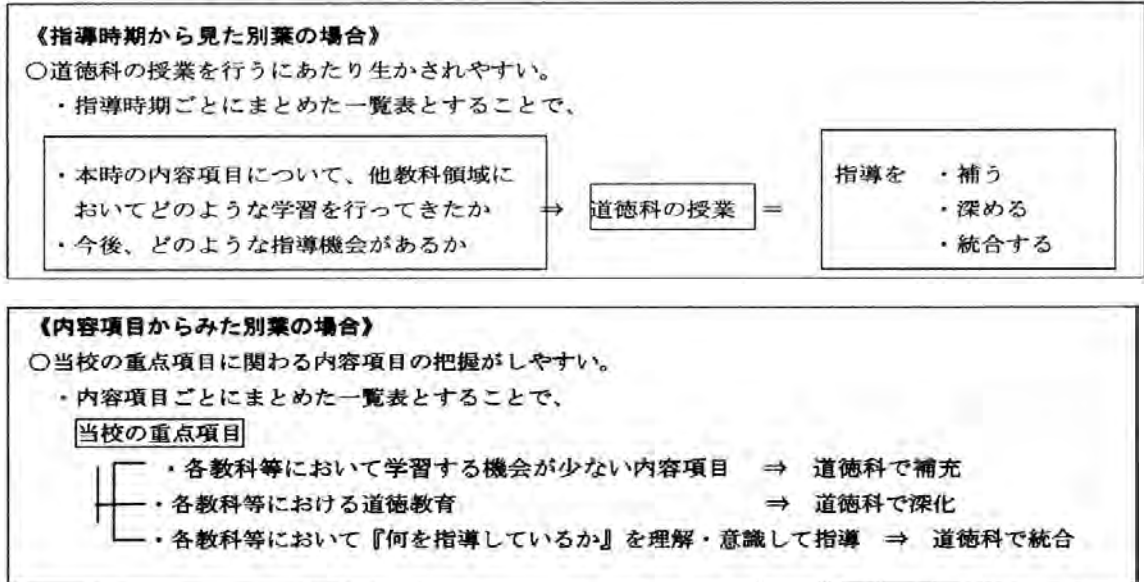 《指導時期から見た別葉の場合》
○道徳科の授業を行うにあたり生かされやすい。
・指導時期ごとにまとめた一覧表とすることで、
・本時の内容項目について、他教科領域に
おいてどのような学習を行ってきたか
・今後、どのような指導機会があるか
⇒ 道徳科の授業 ＝
指導を ・補う
・深める
・統合する
《内容項目からみた別葉の場合》
○当校の重点項目に関わる内容項目の把握がしやすい。
・内容項目ごとにまとめた一覧表とすることで、
当校の重点項目
・各教科等において学習する機会が少ない内容項目 ⇒ 道徳科で補充
・各教科等における道徳教育 ⇒ 道徳科で深化
・各教科等において『何を指導しているか』を理解・意識して指導 ⇒ 道徳科で統合